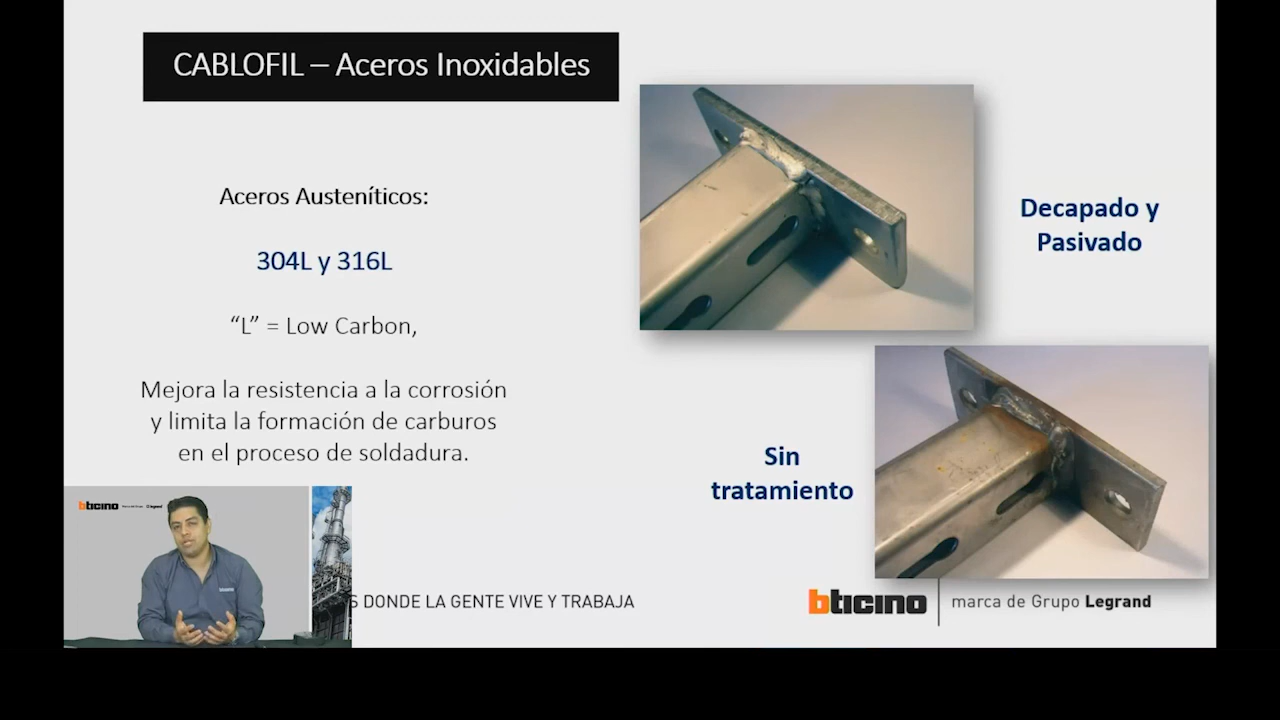 CABLOFIL – Aceros Inoxidables
Aceros Austeníticos:
304L y 316L
“L” = Low Carbon,
Mejora la resistencia a la corrosión
y limita la formación de carburos
en el proceso de soldadura.
Decapado y
Pasivado
Sin
tratamiento
bticino
legrand
S DONDE LA GENTE VIVE Y TRABAJA
bticino
marca de Grupo Legrand